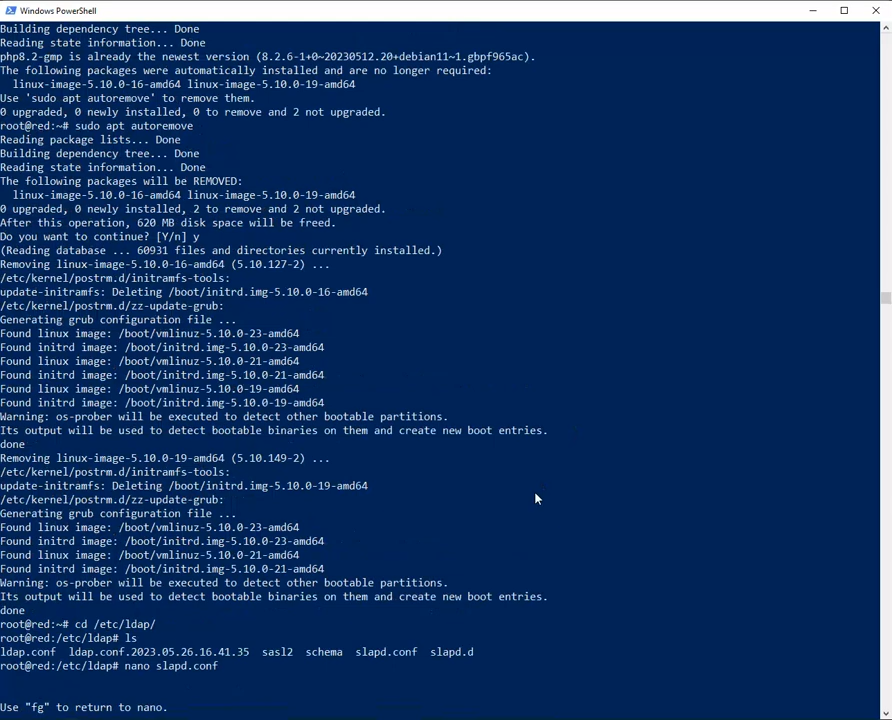 Windows PowerShell
Building dependency tree... Done
Reading state information... Done
php8.2-gmp is already the newest version (8.2.6-1+0~20230512.20+debian11~1.gbpf965ac).
The following packages were automatically installed and are no longer required:
  linux-image-5.10.0-16-amd64 linux-image-5.10.0-19-amd64
Use 'sudo apt autoremove' to remove them.
0 upgraded, 0 newly installed, 0 to remove and 2 not upgraded.
root@red:~# sudo apt autoremove
Reading package lists... Done
Building dependency tree... Done
Reading state information... Done
The following packages will be REMOVED:
  linux-image-5.10.0-16-amd64 linux-image-5.10.0-19-amd64
0 upgraded, 0 newly installed, 2 to remove and 2 not upgraded.
After this operation, 620 MB disk space will be freed.
Do you want to continue? [Y/n] y
(Reading database ... 60931 files and directories currently installed.)
Removing linux-image-5.10.0-16-amd64 (5.10.127-2) ...
/etc/kernel/postrm.d/initramfs-tools:
update-initramfs: Deleting /boot/initrd.img-5.10.0-16-amd64
/etc/kernel/postrm.d/zz-update-grub:
Generating grub configuration file ...
Found linux image: /boot/vmlinuz-5.10.0-23-amd64
Found initrd image: /boot/initrd.img-5.10.0-23-amd64
Found linux image: /boot/vmlinuz-5.10.0-21-amd64
Found initrd image: /boot/initrd.img-5.10.0-21-amd64
Found linux image: /boot/vmlinuz-5.10.0-19-amd64
Found initrd image: /boot/initrd.img-5.10.0-19-amd64
Warning: os-prober will be executed to detect other bootable partitions.
Its output will be used to detect bootable binaries on them and create new boot entries.
done
Removing linux-image-5.10.0-19-amd64 (5.10.149-2) ...
/etc/kernel/postrm.d/initramfs-tools:
update-initramfs: Deleting /boot/initrd.img-5.10.0-19-amd64
/etc/kernel/postrm.d/zz-update-grub:
Generating grub configuration file ...
Found linux image: /boot/vmlinuz-5.10.0-23-amd64
Found initrd image: /boot/initrd.img-5.10.0-23-amd64
Found linux image: /boot/vmlinuz-5.10.0-21-amd64
Found initrd image: /boot/initrd.img-5.10.0-21-amd64
Warning: os-prober will be executed to detect other bootable partitions.
Its output will be used to detect bootable binaries on them and create new boot entries.
done
root@red:~# cd /etc/ldap/
root@red:/etc/ldap# ls
ldap.conf  ldap.conf.2023.05.26.16.41.35  sasl2  schema  slapd.conf  slapd.d
root@red:/etc/ldap# nano slapd.conf
Use "fg" to return to nano.